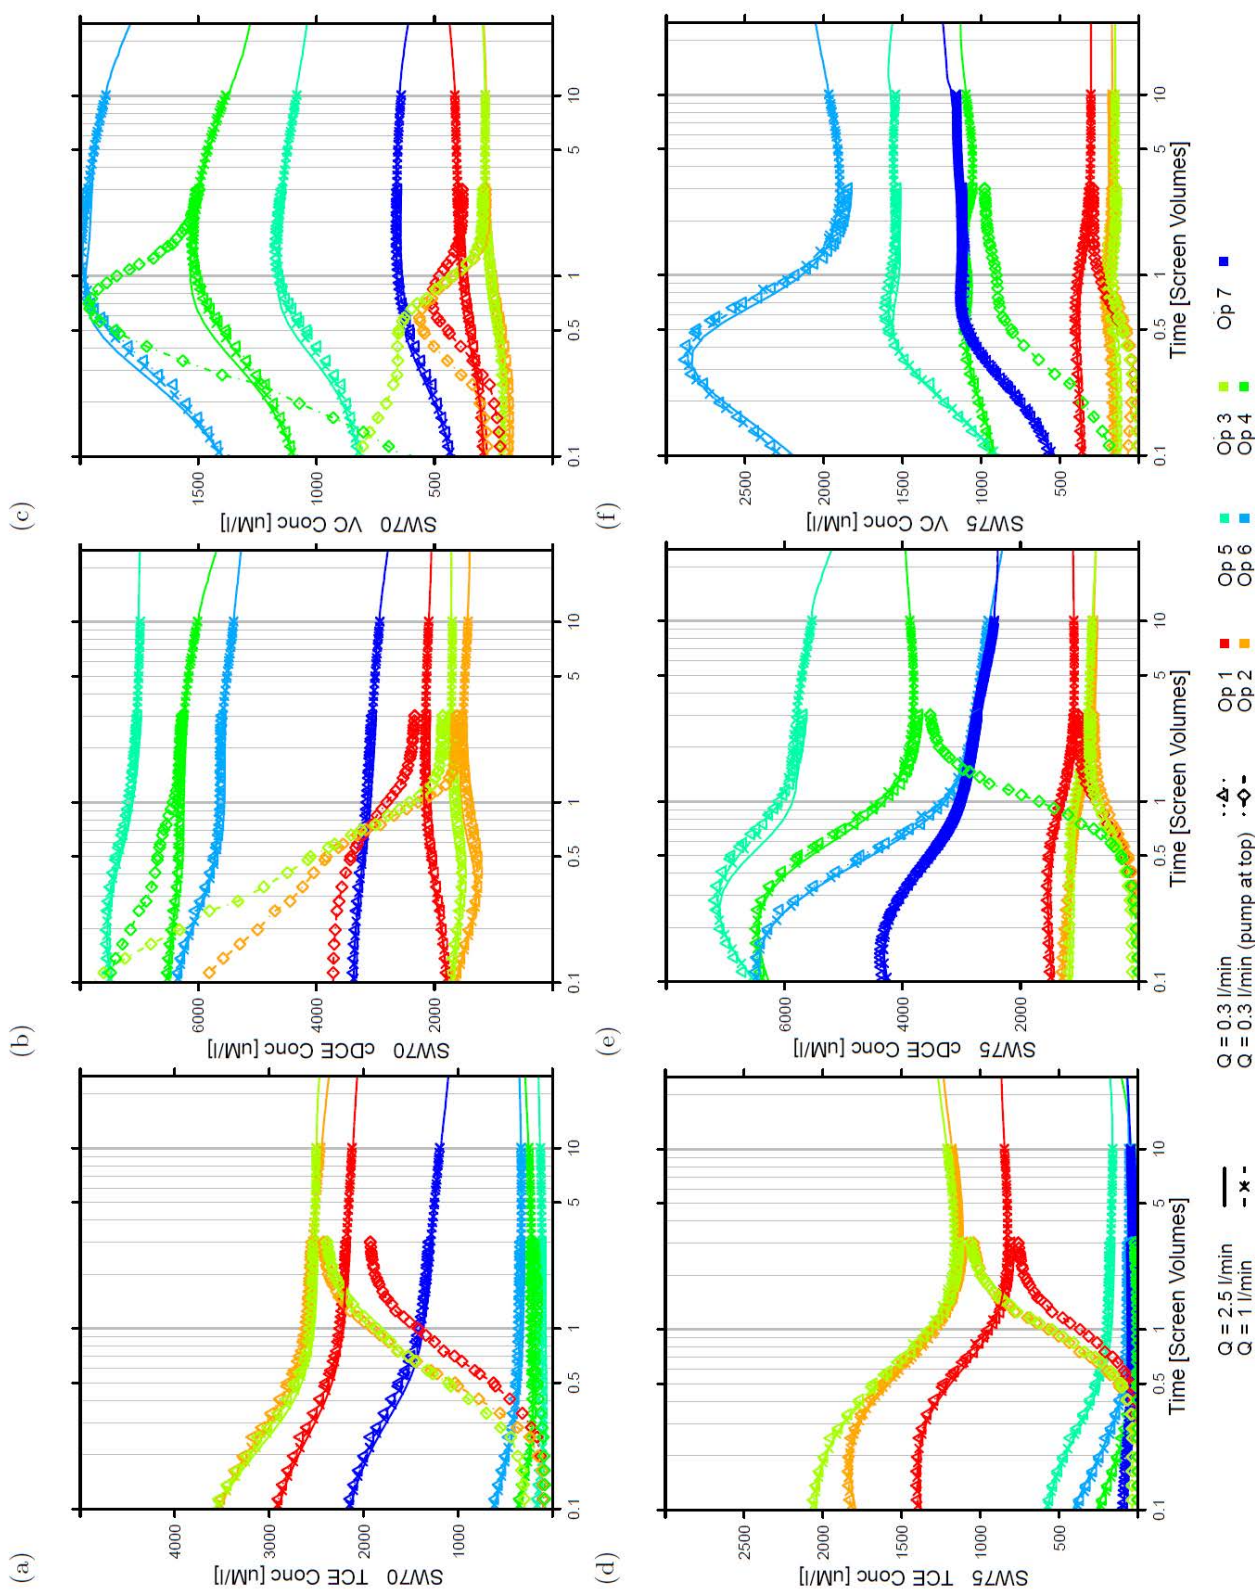 (a)
SW70 TCE Conc [uM/l]
4000
3000
2000
1000
0.1
0.5
1
5
10
(b)
SW70 cDCE Conc [uM/l]
6000
4000
2000
0.1
0.5
1
5
10
(c)
SW70 VC Conc [uM/l]
1500
1000
500
0.1
0.5
1
5
10
(d)
SW75 TCE Conc [uM/l]
2500
2000
1500
1000
500
0.1
0.5
1
5
10
Time [Screen Volumes]
(e)
SW75 cDCE Conc [uM/l]
6000
4000
2000
0.1
0.5
1
5
10
Time [Screen Volumes]
(f)
SW75 VC Conc [uM/l]
2500
2000
1500
1000
500
0.1
0.5
1
5
10
Time [Screen Volumes]
Q = 2.5 l/min
Q = 1 l/min
Q = 0.3 l/min
Q = 0.3 l/min (pump at top)
Op 1
Op 2
Op 5
Op 6
Op 3
Op 4
Op 7